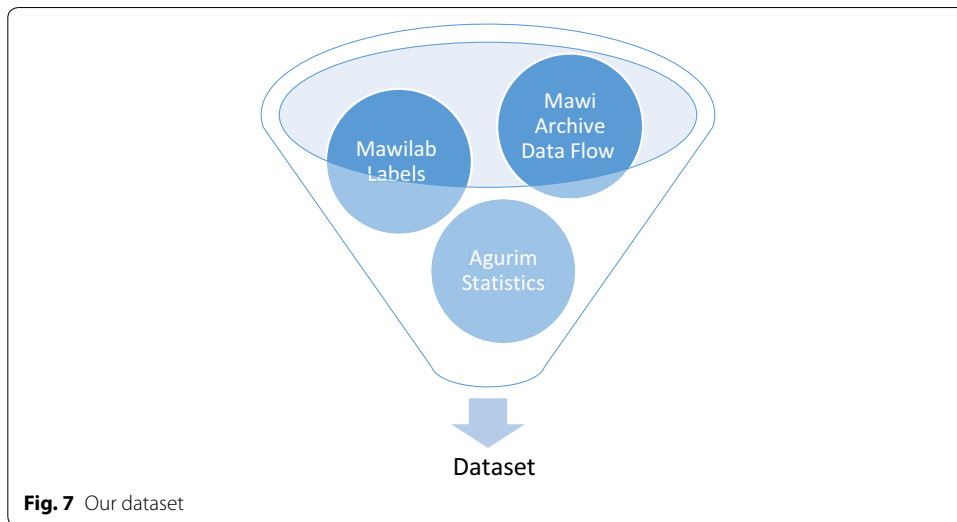 Mawi
Archive
Data Flow
Mawilab
Labels
Agurim
Statistics
Dataset
Fig. 7 Our dataset